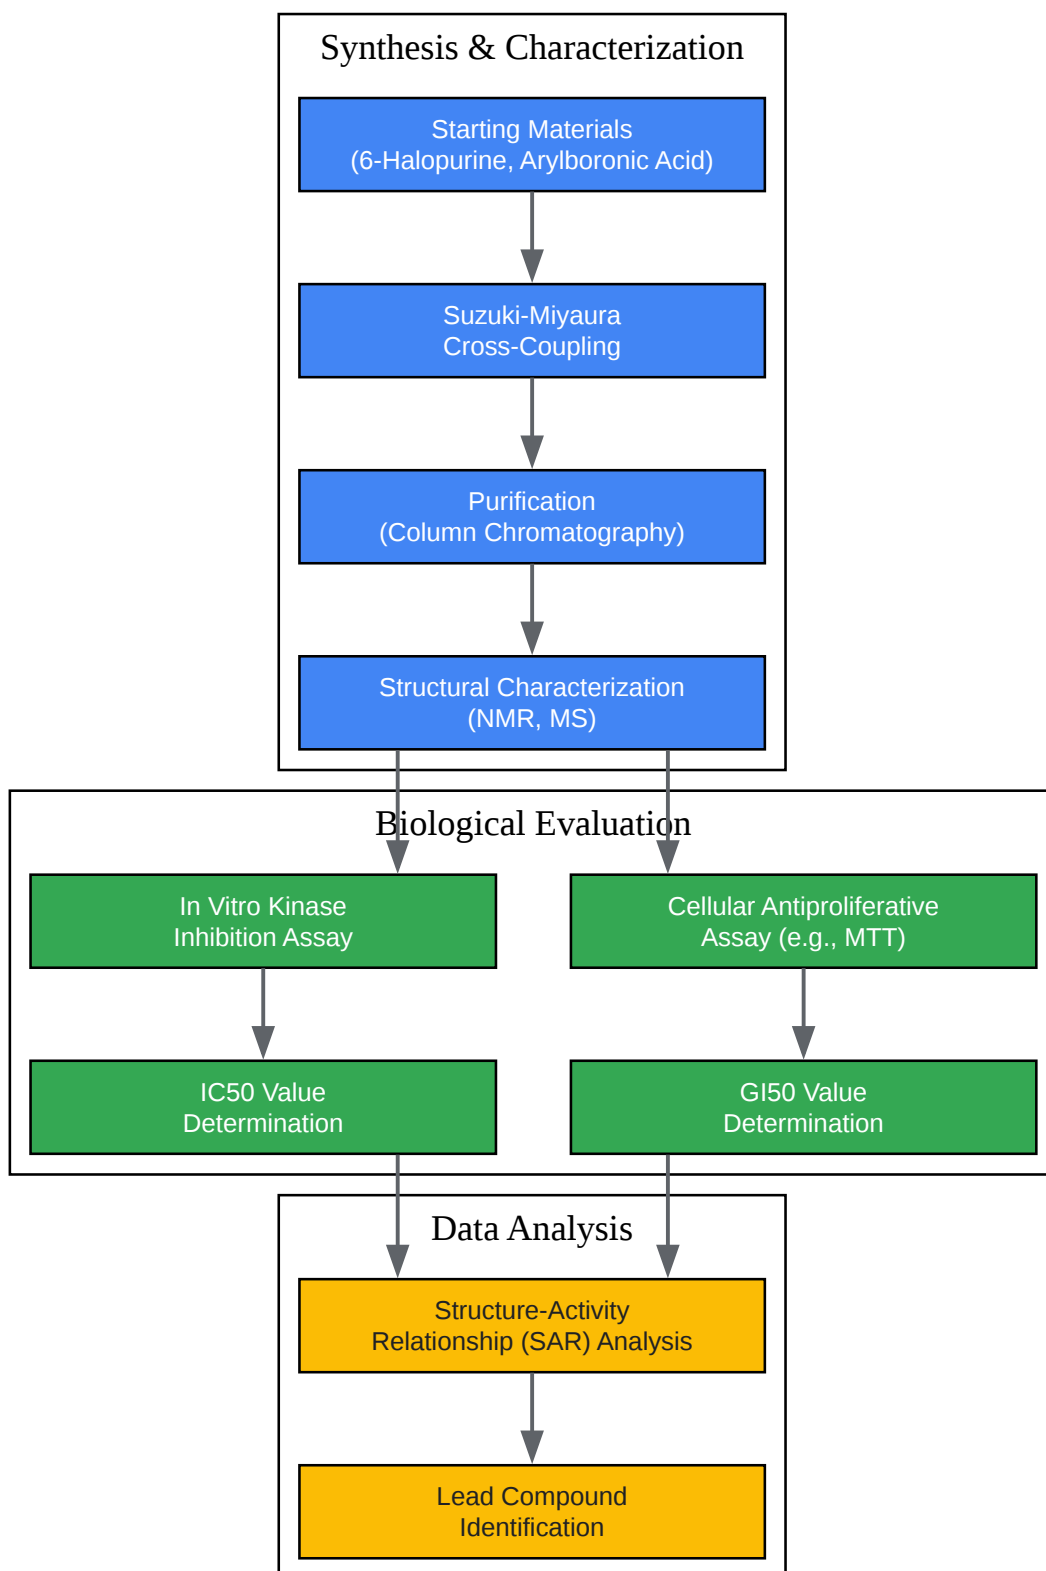 Synthesis & Characterization
Starting Materials
(6-Halopurine, Arylboronic Acid)
Suzuki-Miyaura
Cross-Coupling
Purification
(Column Chromatography)
Structural Characterization
(NMR, MS)
Biological Evaluation
In Vitro Kinase
Inhibition Assay
Cellular Antiproliferative
Assay (e.g., MTT)
IC50 Value
Determination
GI50 Value
Determination
Data Analysis
Structure-Activity
Relationship (SAR) Analysis
Lead Compound
Identification